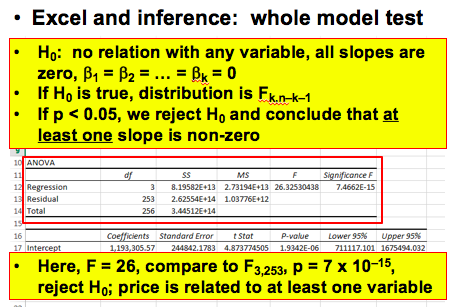 • Excel and inference: whole model test
• H0: no relation with any variable, all slopes are
zero, β1 = β2 = … = βk = 0
• If H0 is true, distribution is Fk,n–k–1
• If p < 0.05, we reject H0 and conclude that at
least one slope is non-zero
9
10 ANOVA
11 df SS MS F Significance F
12 Regression 3 8.19582E+13 2.73194E+13 26.32530438 7.4662E-15
13 Residual 253 2.62554E+14 1.03776E+12
14 Total 256 3.44512E+14
15
16 Coefficients Standard Error t Stat P-value Lower 95% Upper 95%
17 Intercept 1,193,305.57 244842.1783 4.873774505 1.9342E-06 711117.101 1675494.032
• Here, F = 26, compare to F3,253, p = 7 x 10–15,
reject H0; price is related to at least one variable